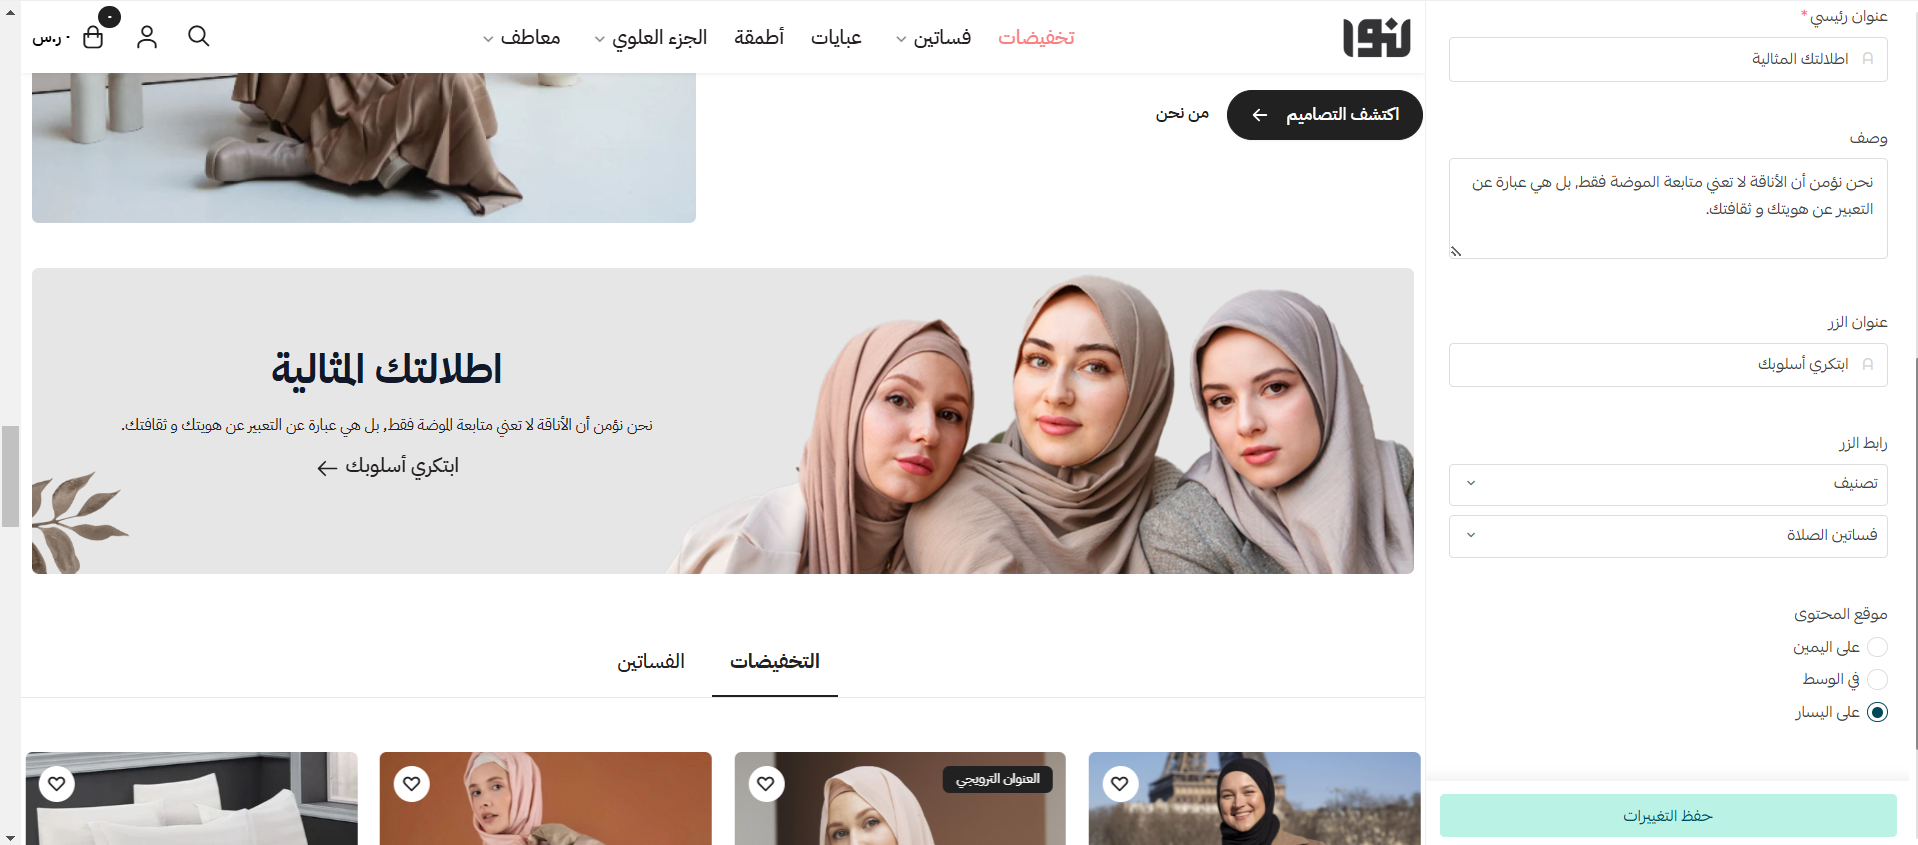 نوا
تخفيضات
فساتين
عبايات
أطمقة
الجزء العلوي
معاطف
٠
٠ ر.س
اكتشف التصاميم
من نحن
اطلالتك المثالية
نحن نؤمن أن الأناقة لا تعني متابعة الموضة فقط, بل هي عبارة عن التعبير عن هويتك و ثقافتك.
ابتكري أسلوبك
التخفيضات
الفساتين
العنوان الترويجي
عنوان رئيسي*
اطلالتك المثالية
وصف
نحن نؤمن أن الأناقة لا تعني متابعة الموضة فقط, بل هي عبارة عن
التعبير عن هويتك و ثقافتك.
عنوان الزر
ابتكري أسلوبك
رابط الزر
تصنيف
فساتين الصلاة
موقع المحتوى
على اليمين
في الوسط
على اليسار
حفظ التغييرات